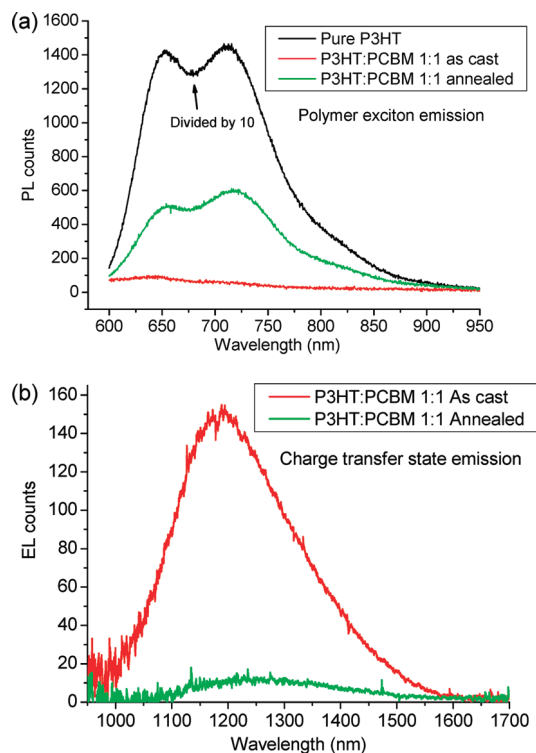 (a)
1600
1400
1200
1000
800
600
400
200
0
PL counts
Pure P3HT
P3HT:PCBM 1:1 as cast
P3HT:PCBM 1:1 annealed
Divided by 10
Polymer exciton emission
600 650 700 750 800 850 900 950
Wavelength (nm)
(b)
160
140
120
100
80
60
40
20
0
EL counts
P3HT:PCBM 1:1 As cast
P3HT:PCBM 1:1 Annealed
Charge transfer state emission
1000 1100 1200 1300 1400 1500 1600 1700
Wavelength (nm)